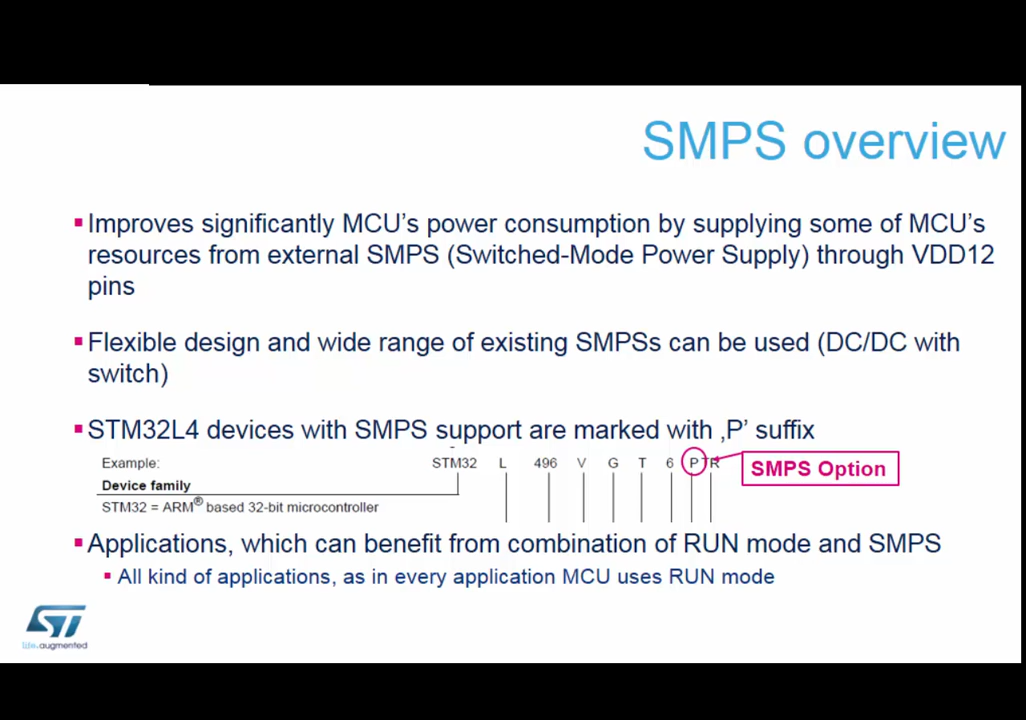 SMPS overview
Improves significantly MCU's power consumption by supplying some of MCU's
resources from external SMPS (Switched-Mode Power Supply) through VDD12
pins
Flexible design and wide range of existing SMPSs can be used (DC/DC with
switch)
STM32L4 devices with SMPS support are marked with ‚P' suffix
Example: STM32 L 496 V G T 6 P TR
SMPS Option
Device family
STM32 = ARM® based 32-bit microcontroller
Applications, which can benefit from combination of RUN mode and SMPS
All kind of applications, as in every application MCU uses RUN mode
ST
life.augmented